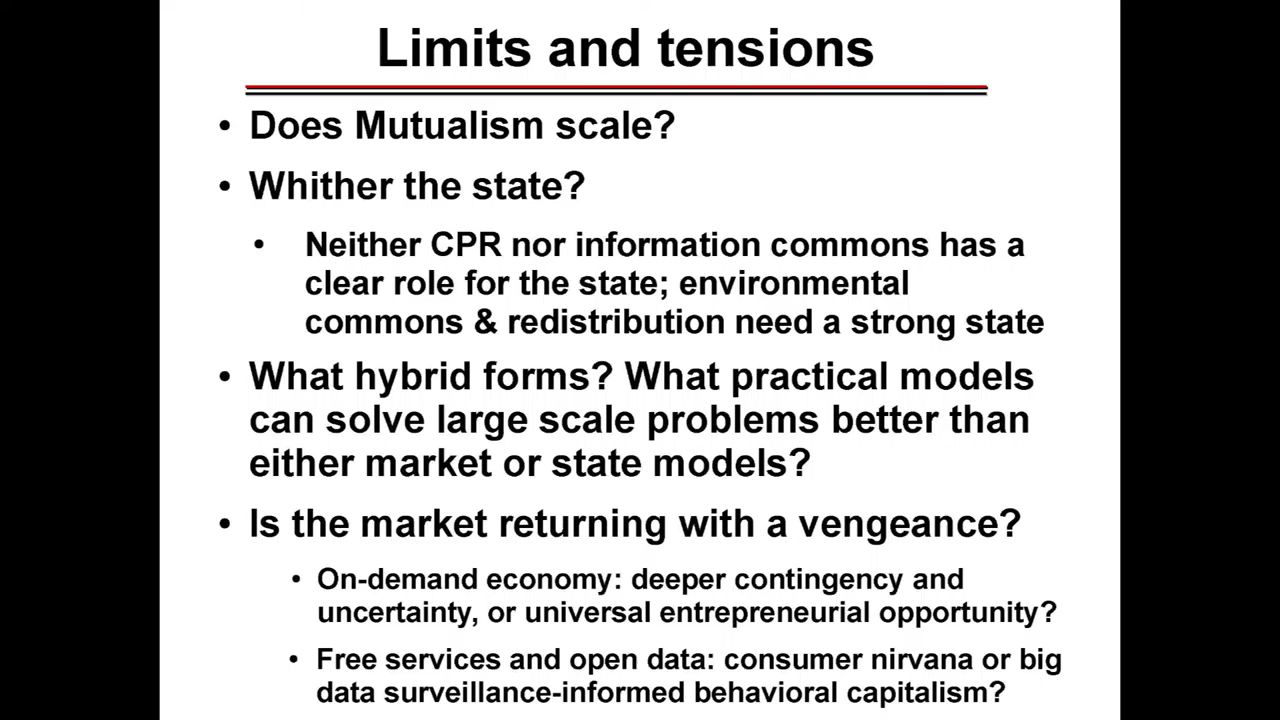 Limits and tensions
• Does Mutualism scale?
• Whither the state?
• Neither CPR nor information commons has a
clear role for the state; environmental
commons & redistribution need a strong state
• What hybrid forms? What practical models
can solve large scale problems better than
either market or state models?
• Is the market returning with a vengeance?
• On-demand economy: deeper contingency and
uncertainty, or universal entrepreneurial opportunity?
• Free services and open data: consumer nirvana or big
data surveillance-informed behavioral capitalism?